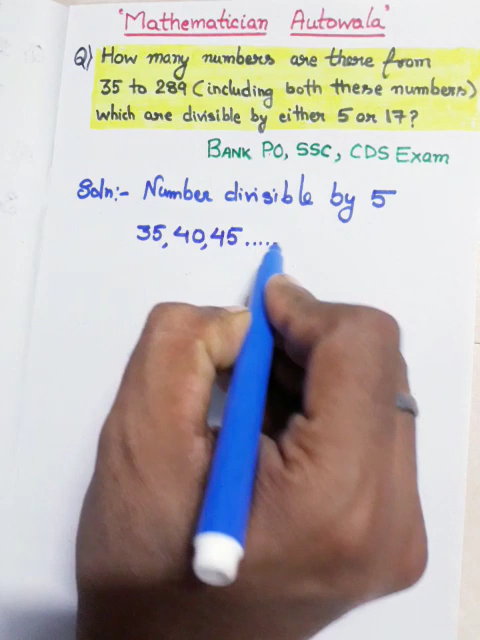 'Mathematician Autowala'
Q) How many numbers are there from
35 to 289 (including both these numbers)
which are divisible by either 5 or 17?
BANK P.O, SSC, CDS Exam
Soln:- Number divisible by 5
35, 40, 45.....